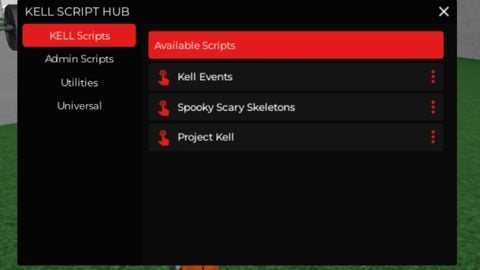 KELL SCRIPT HUB
KELL Scripts
Admin Scripts
Utilities
Universal
Available Scripts
Kell Events
Spooky Scary Skeletons
Project Kell